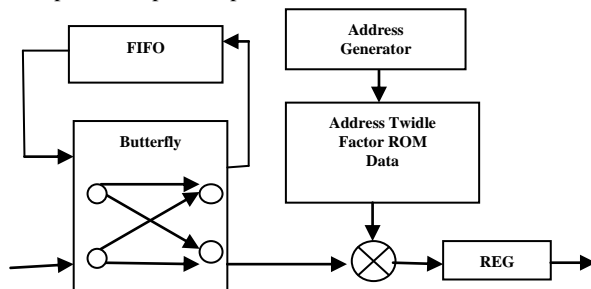 FIFO
Address
Generator
Butterfly
Address Twidle
Factor ROM
Data
REG